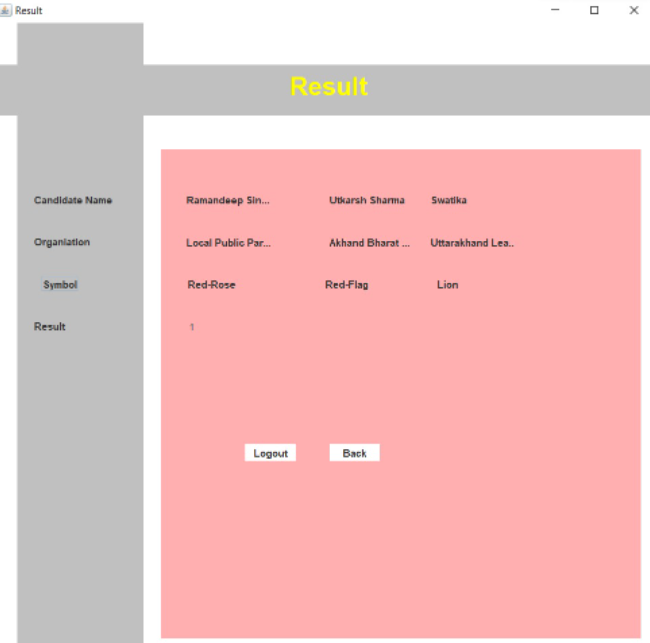 Result
Result
Candidate Name Ramandeep Sin... Utkarsh Sharma Swatika
Organiation Local Public Par... Akhand Bharat ... Uttarakhand Lea..
Symbol Red-Rose Red-Flag Lion
Result 1
Logout Back